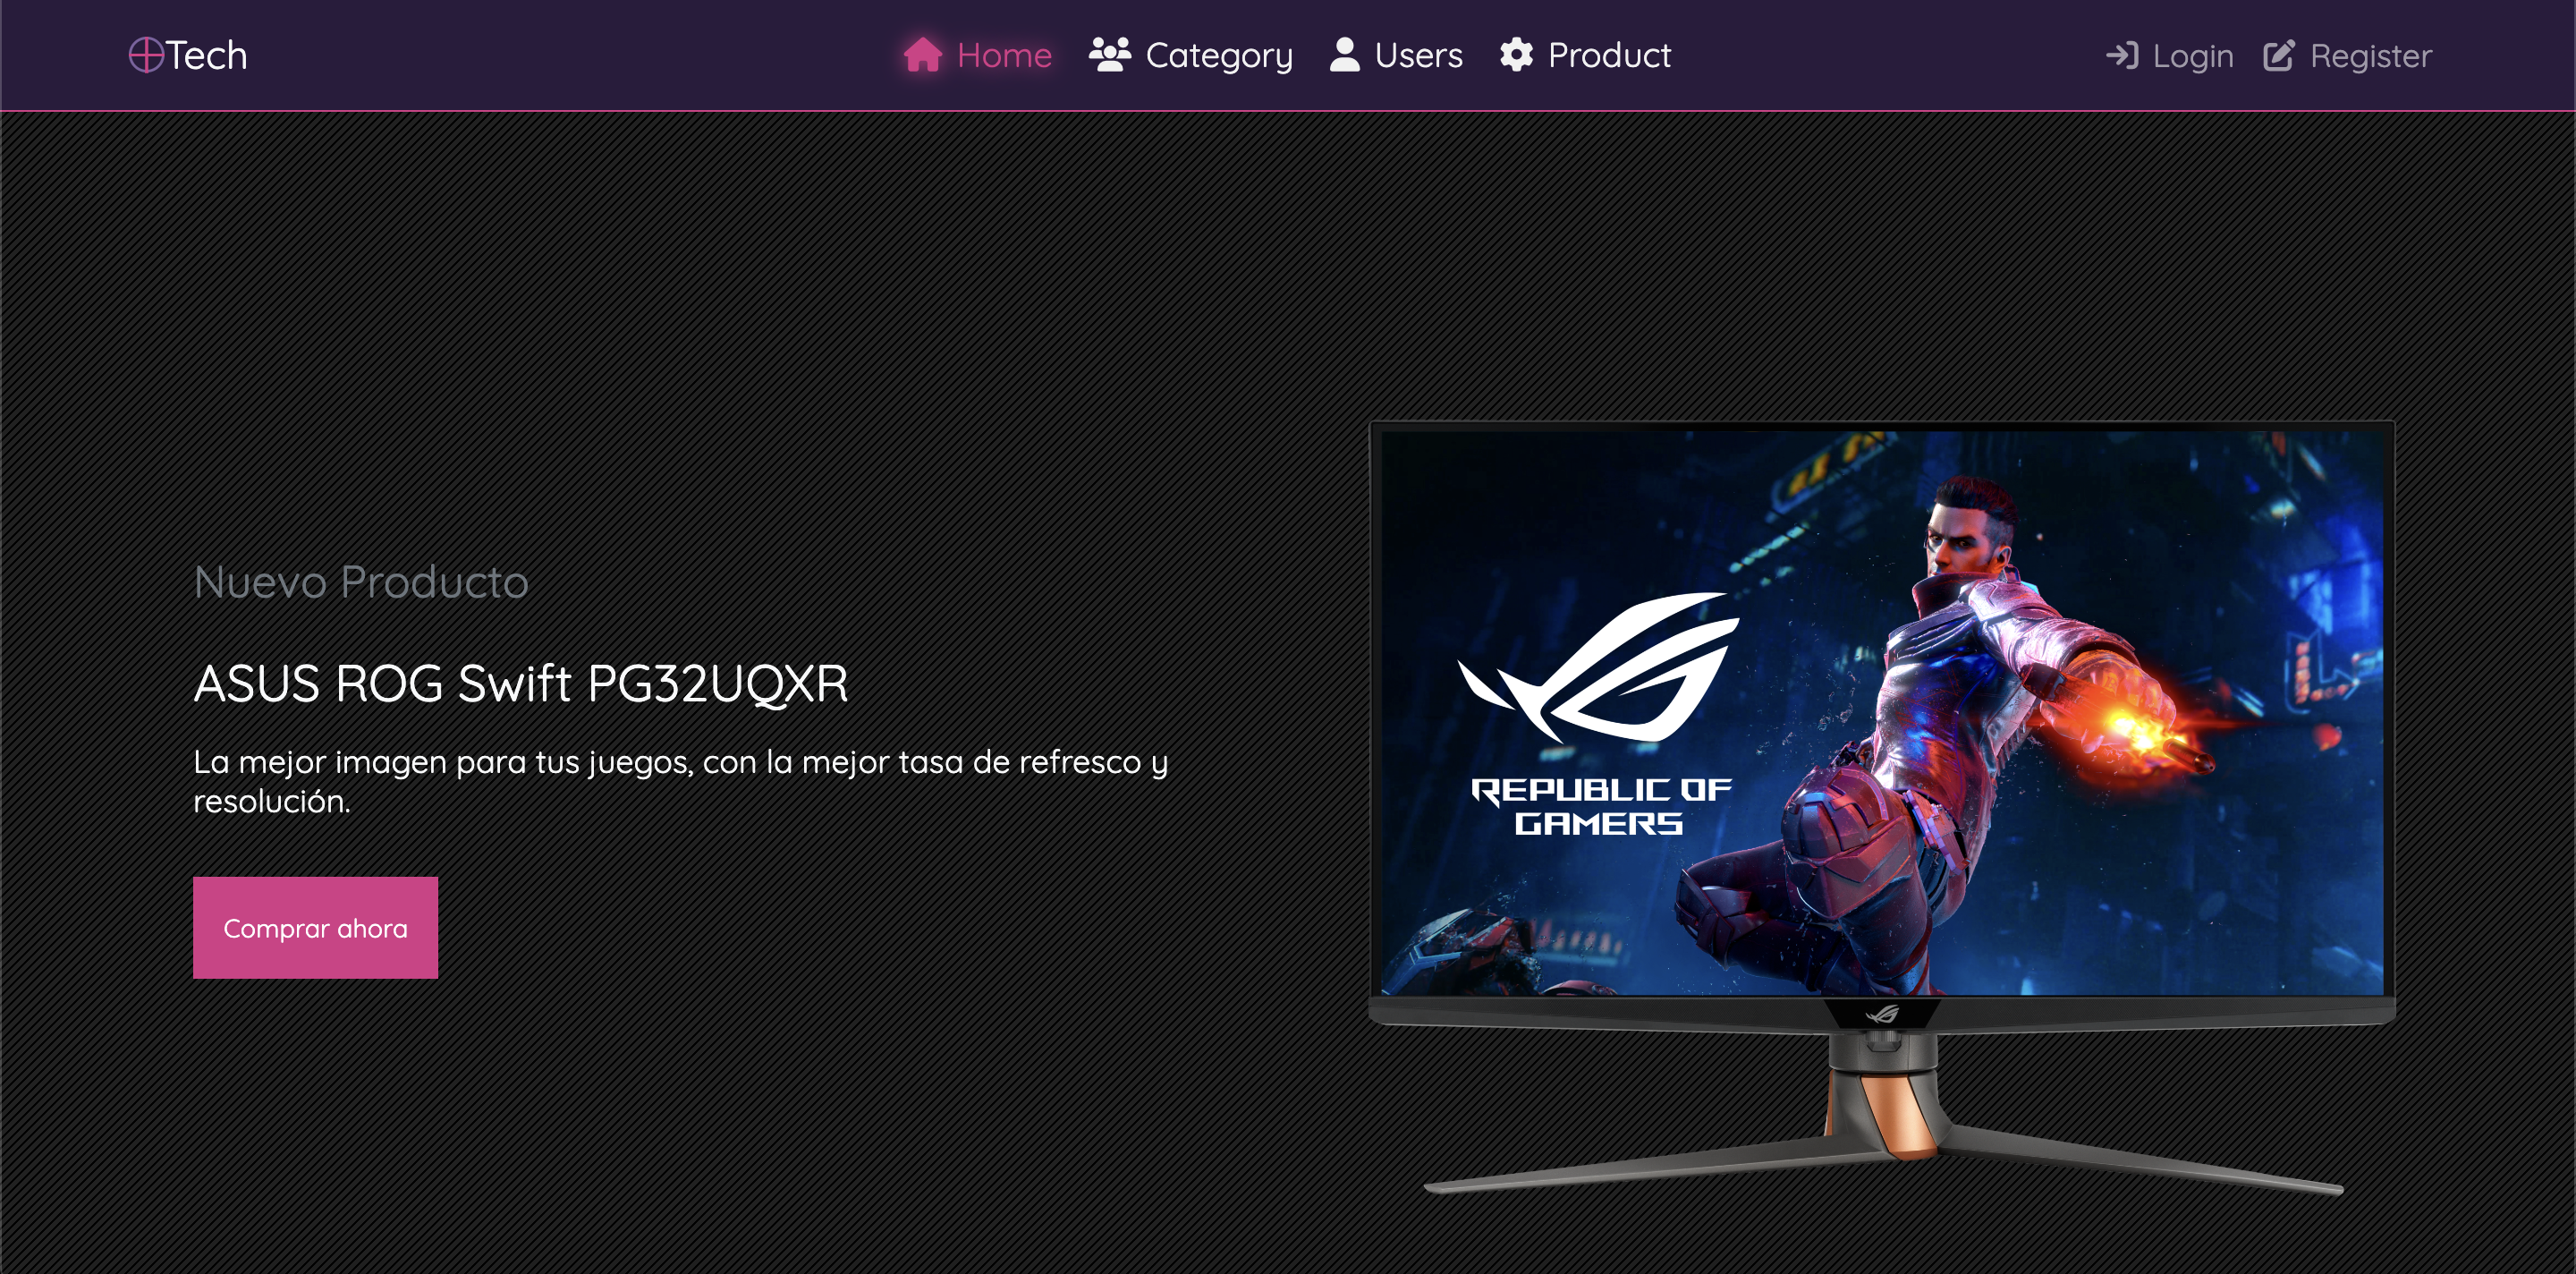 Tech
Home Category Users Product
Login Register
Nuevo Producto
ASUS ROG Swift PG32UQXR
La mejor imagen para tus juegos, con la mejor tasa de refresco y
resolución.
Comprar ahora
REPUBLIC OF
GAMERS